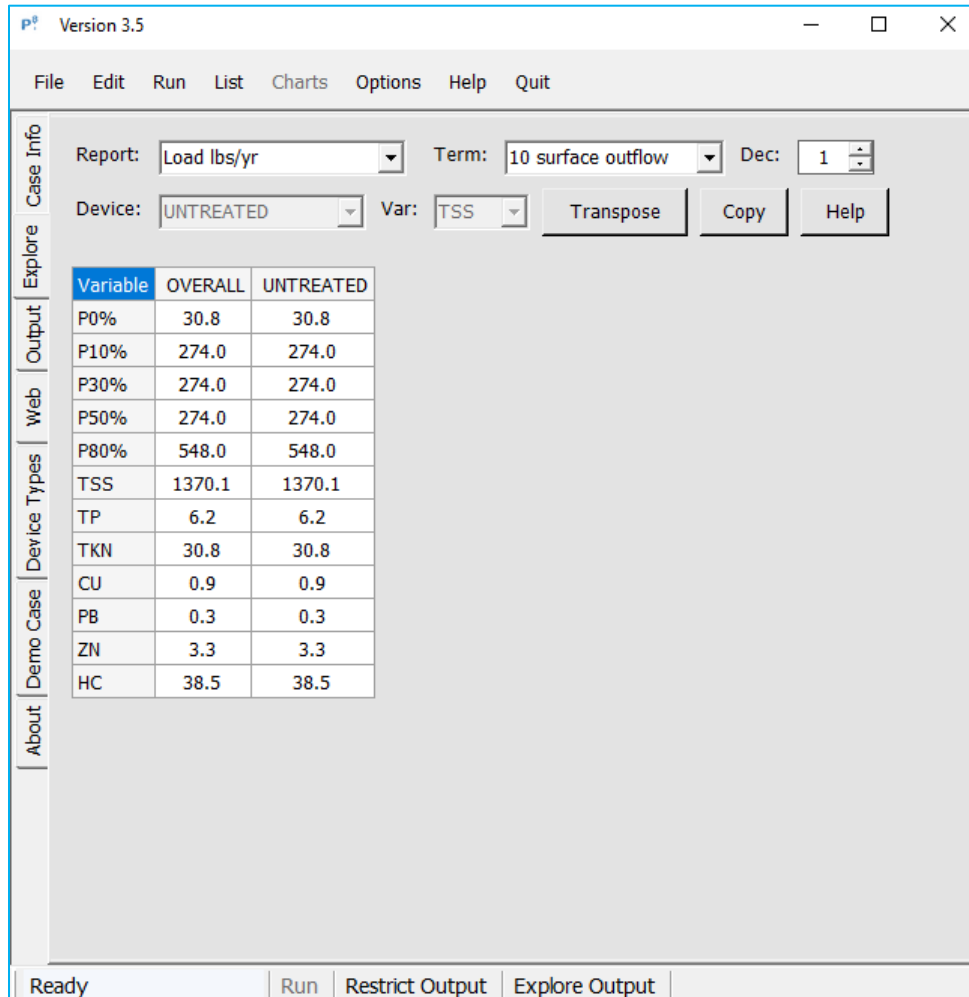 P8 Version 3.5
File Edit Run List Charts Options Help Quit
Case Info
Explore
Output
Web
Device Types
Demo Case
About
Report: Load lbs/yr Term: 10 surface outflow Dec: 1
Device: UNTREATED Var: TSS Transpose Copy Help
Variable OVERALL UNTREATED
P0% 30.8 30.8
P10% 274.0 274.0
P30% 274.0 274.0
P50% 274.0 274.0
P80% 548.0 548.0
TSS 1370.1 1370.1
TP 6.2 6.2
TKN 30.8 30.8
CU 0.9 0.9
PB 0.3 0.3
ZN 3.3 3.3
HC 38.5 38.5
Ready Run Restrict Output Explore Output